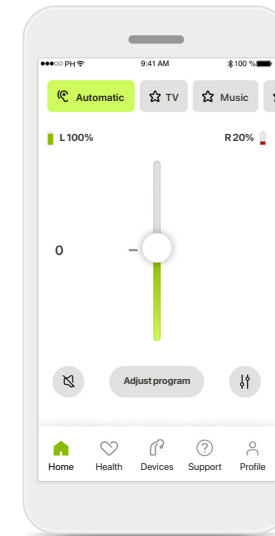 PH 9:41 AM 100 %
Automatic TV Music
L 100% R 20%
0
Adjust program
Home Health Devices Support Profile